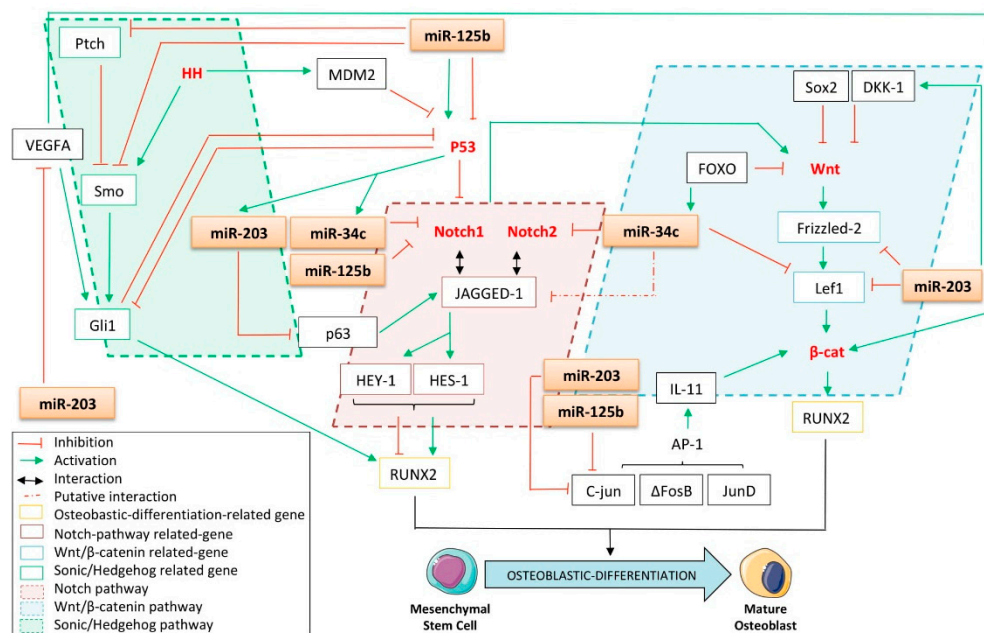 miR-125b
Ptch
HH
MDM2
Sox2
DKK-1
VEGFA
P53
FOXO
Wnt
Smo
miR-203
miR-34c
Notch1
Notch2
miR-34c
Frizzled-2
miR-125b
JAGGED-1
Lef1
miR-203
Gli1
p63
β-cat
HEY-1
HES-1
miR-203
IL-11
miR-203
miR-125b
RUNX2
AP-1
RUNX2
C-jun
ΔFosB
JunD
Inhibition
Activation
Interaction
Putative interaction
Osteobastic-differentiation-related gene
Notch-pathway related-gene
Wnt/β-catenin related-gene
Sonic/Hedgehog related gene
Notch pathway
Wnt/β-catenin pathway
Sonic/Hedgehog pathway
OSTEOBLASTIC-DIFFERENTIATION
Mesenchymal
Stem Cell
Mature
Osteoblast